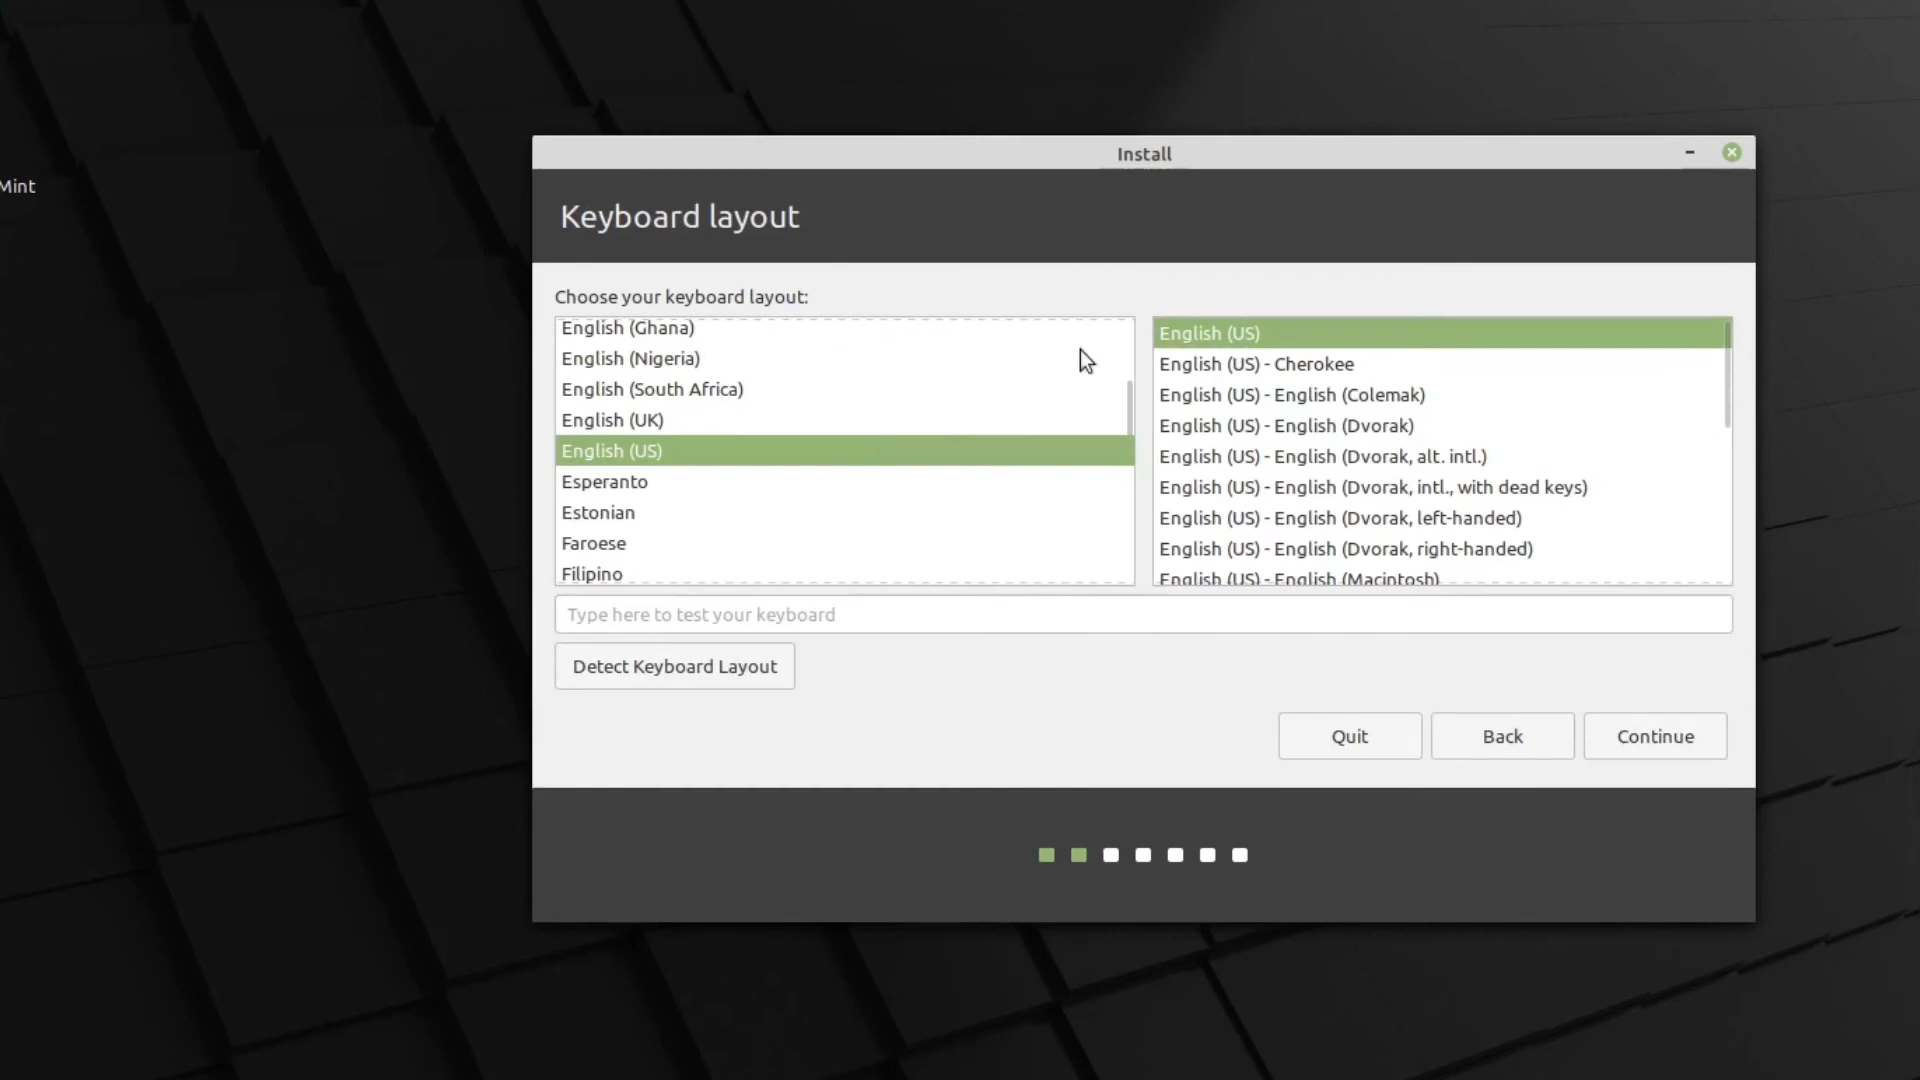 Mint
Install
Keyboard layout
Choose your keyboard layout:
English (Ghana)
English (Nigeria)
English (South Africa)
English (UK)
English (US)
Esperanto
Estonian
Faroese
Filipino
English (US)
English (US) - Cherokee
English (US) - English (Colemak)
English (US) - English (Dvorak)
English (US) - English (Dvorak, alt. intl.)
English (US) - English (Dvorak, intl., with dead keys)
English (US) - English (Dvorak, left-handed)
English (US) - English (Dvorak, right-handed)
English (US) - English (Macintosh)
Type here to test your keyboard
Detect Keyboard Layout
Quit
Back
Continue